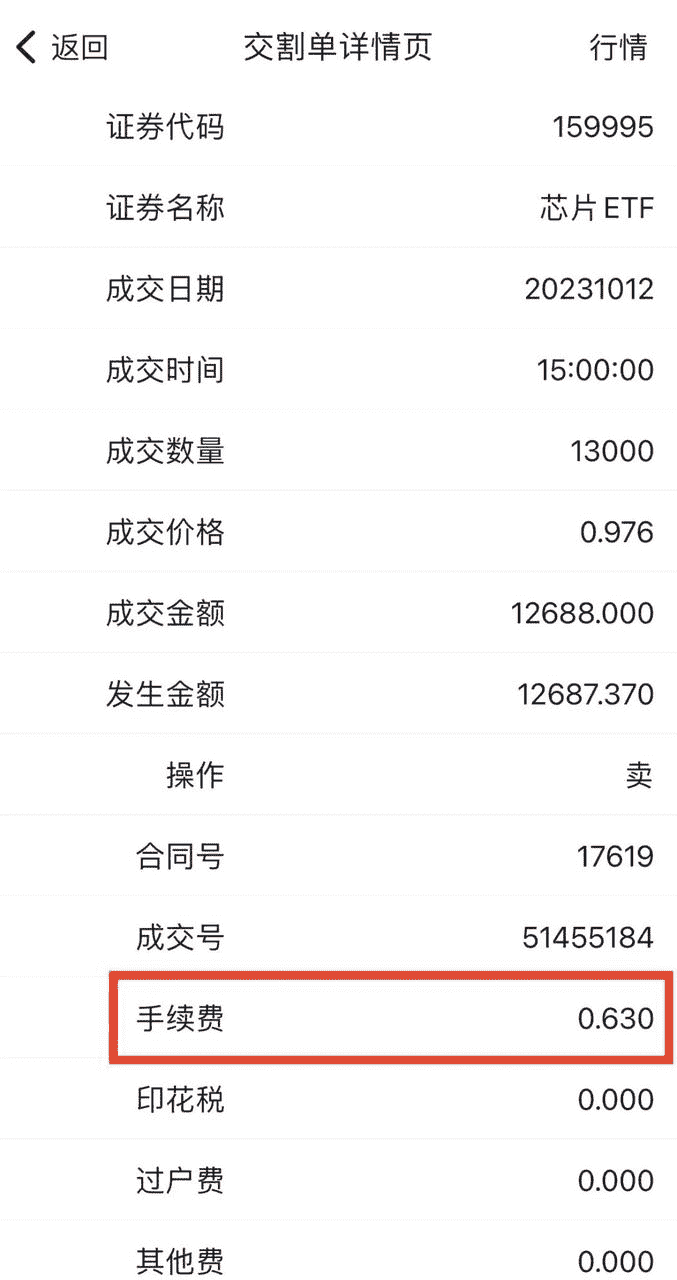 返回 交割单详情页 行情
证券代码 159995
证券名称 芯片ETF
成交日期 20231012
成交时间 15:00:00
成交数量 13000
成交价格 0.976
成交金额 12688.000
发生金额 12687.370
操作 卖
合同号 17619
成交号 51455184
手续费 0.630
印花税 0.000
过户费 0.000
其他费 0.000